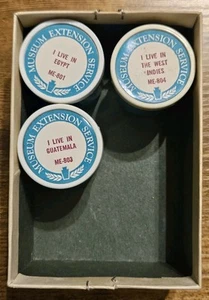 MUSEUM EXTENSION SERVICE
I LIVE IN
EGYPT
ME-801
MUSEUM EXTENSION SERVICE
I LIVE IN
THE WEST
INDIES
ME-804
MUSEUM EXTENSION SERVICE
I LIVE IN
GUATEMALA
ME-803